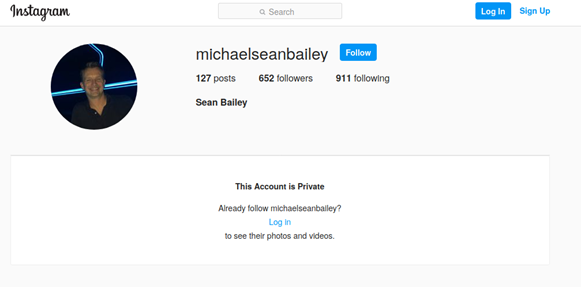 Instagram
Search
Log In
Sign Up
michaelseanbailey
Follow
127 posts
652 followers
911 following
Sean Bailey
This Account is Private
Already follow michaelseanbailey?
Log in
to see their photos and videos.